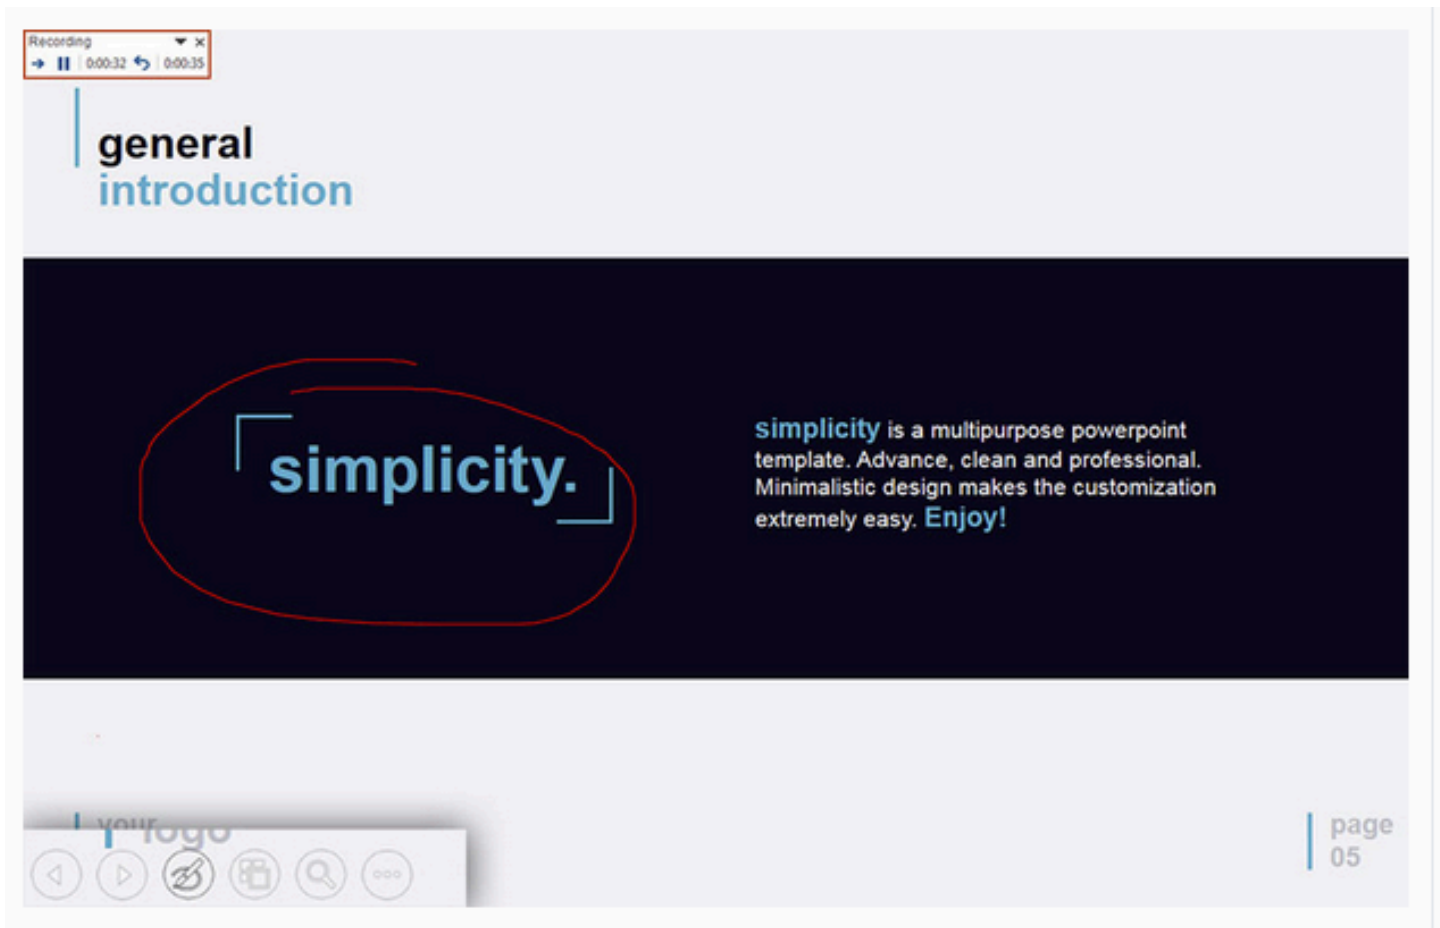 Recording
0:00:32 0:00:35
general
introduction
simplicity.
simplicity is a multipurpose powerpoint
template. Advance, clean and professional.
Minimalistic design makes the customization
extremely easy. Enjoy!
your
logo
page
05